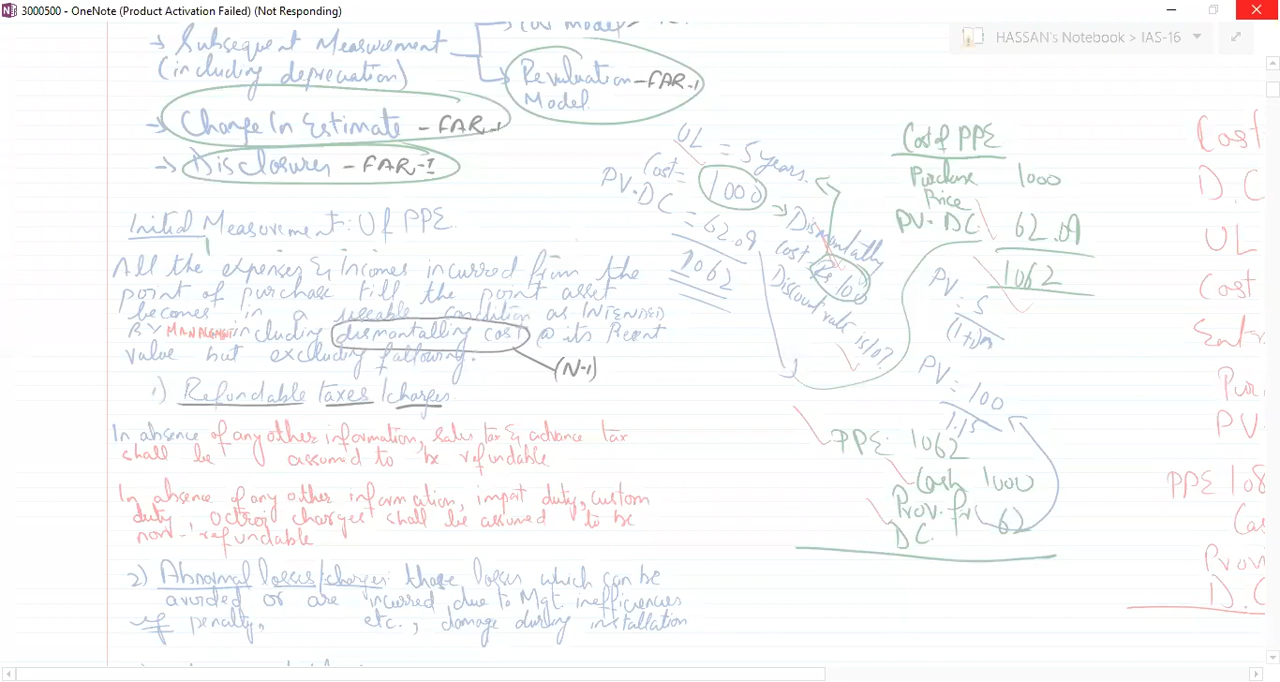 3000500 - OneNote (Product Activation Failed) (Not Responding)
HASSAN's Notebook > IAS-16
→ Subsequent Measurement
(including depreciation)
Model
→ Revaluation - FAR-1
Model
→ Change In Estimate - FAR-1
→ Disclosures - FAR-1
Initial Measurement: Of PPE
All the expenses & Incomes incurred from the
point of purchase till the point asset
becomes in a useable condition as INTENDED
By MANAGEMENT including dismantalling cost @ its Present
value but excluding following.
(N-1)
1) Refundable taxes / charges
In absence of any other information, sales tax & advance tax
shall be assumed to be refundable
In absence of any other information, import duty, custom
duty, octroi charges shall be assumed to be
non-refundable
2) Abnormal losses/charges: those losses which can be
avoided or are incurred due to Mgt. inefficiencies
penalty, etc., damage during installation
UL = 5 years.
Cost = 1000
PV. DC = 62.09
1062
→ Dismantalling
cost Rs 100
Discount rate is 10%
Cost of PPE
Purchase 1000
Price
PV. DC. 62.09
1062
PV = S
PV = 100
PPE 1062
Cash 1000
Prov. for 62
DC.
Cost
D.C
UL
Cost
Pur
PV
PPE 108
Ca
Prov
D.C